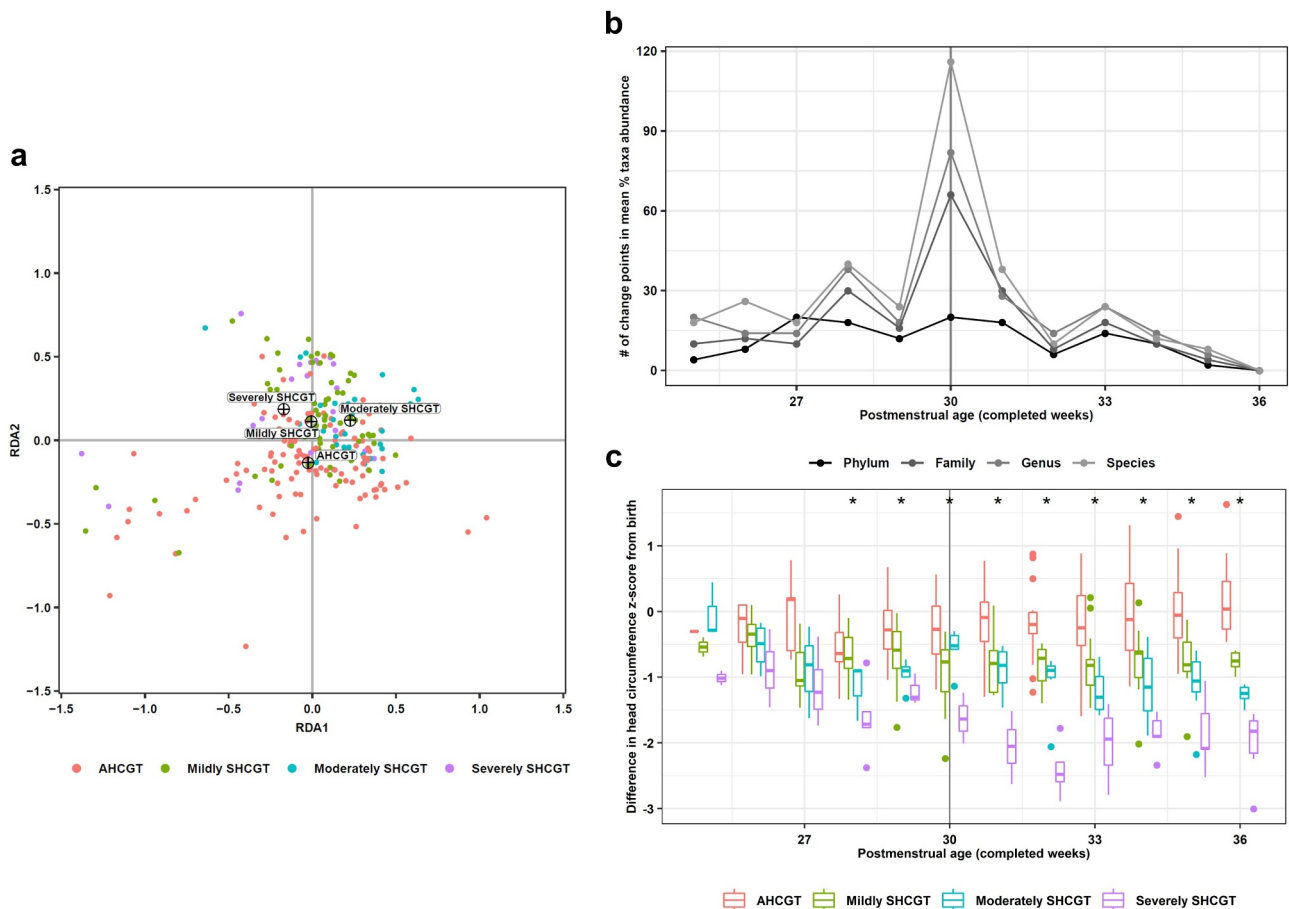 a
1.5
1.0
0.5
0.0
−0.5
−1.0
−1.5
RDA2
Severely SHCGT
Moderately SHCGT
Mildly SHCGT
AHCGT
−1.5 −1.0 −0.5 0.0 0.5 1.0 1.5
RDA1
AHCGT Mildly SHCGT Moderately SHCGT Severely SHCGT
b
120
90
60
30
0
# of change points in mean % taxa abundance
27 30 33 36
Postmenstrual age (completed weeks)
Phylum Family Genus Species
c
* * * * * * * * *
1
0
-1
-2
-3
Difference in head circumference z-score from birth
27 30 33 36
Postmenstrual age (completed weeks)
AHCGT Mildly SHCGT Moderately SHCGT Severely SHCGT